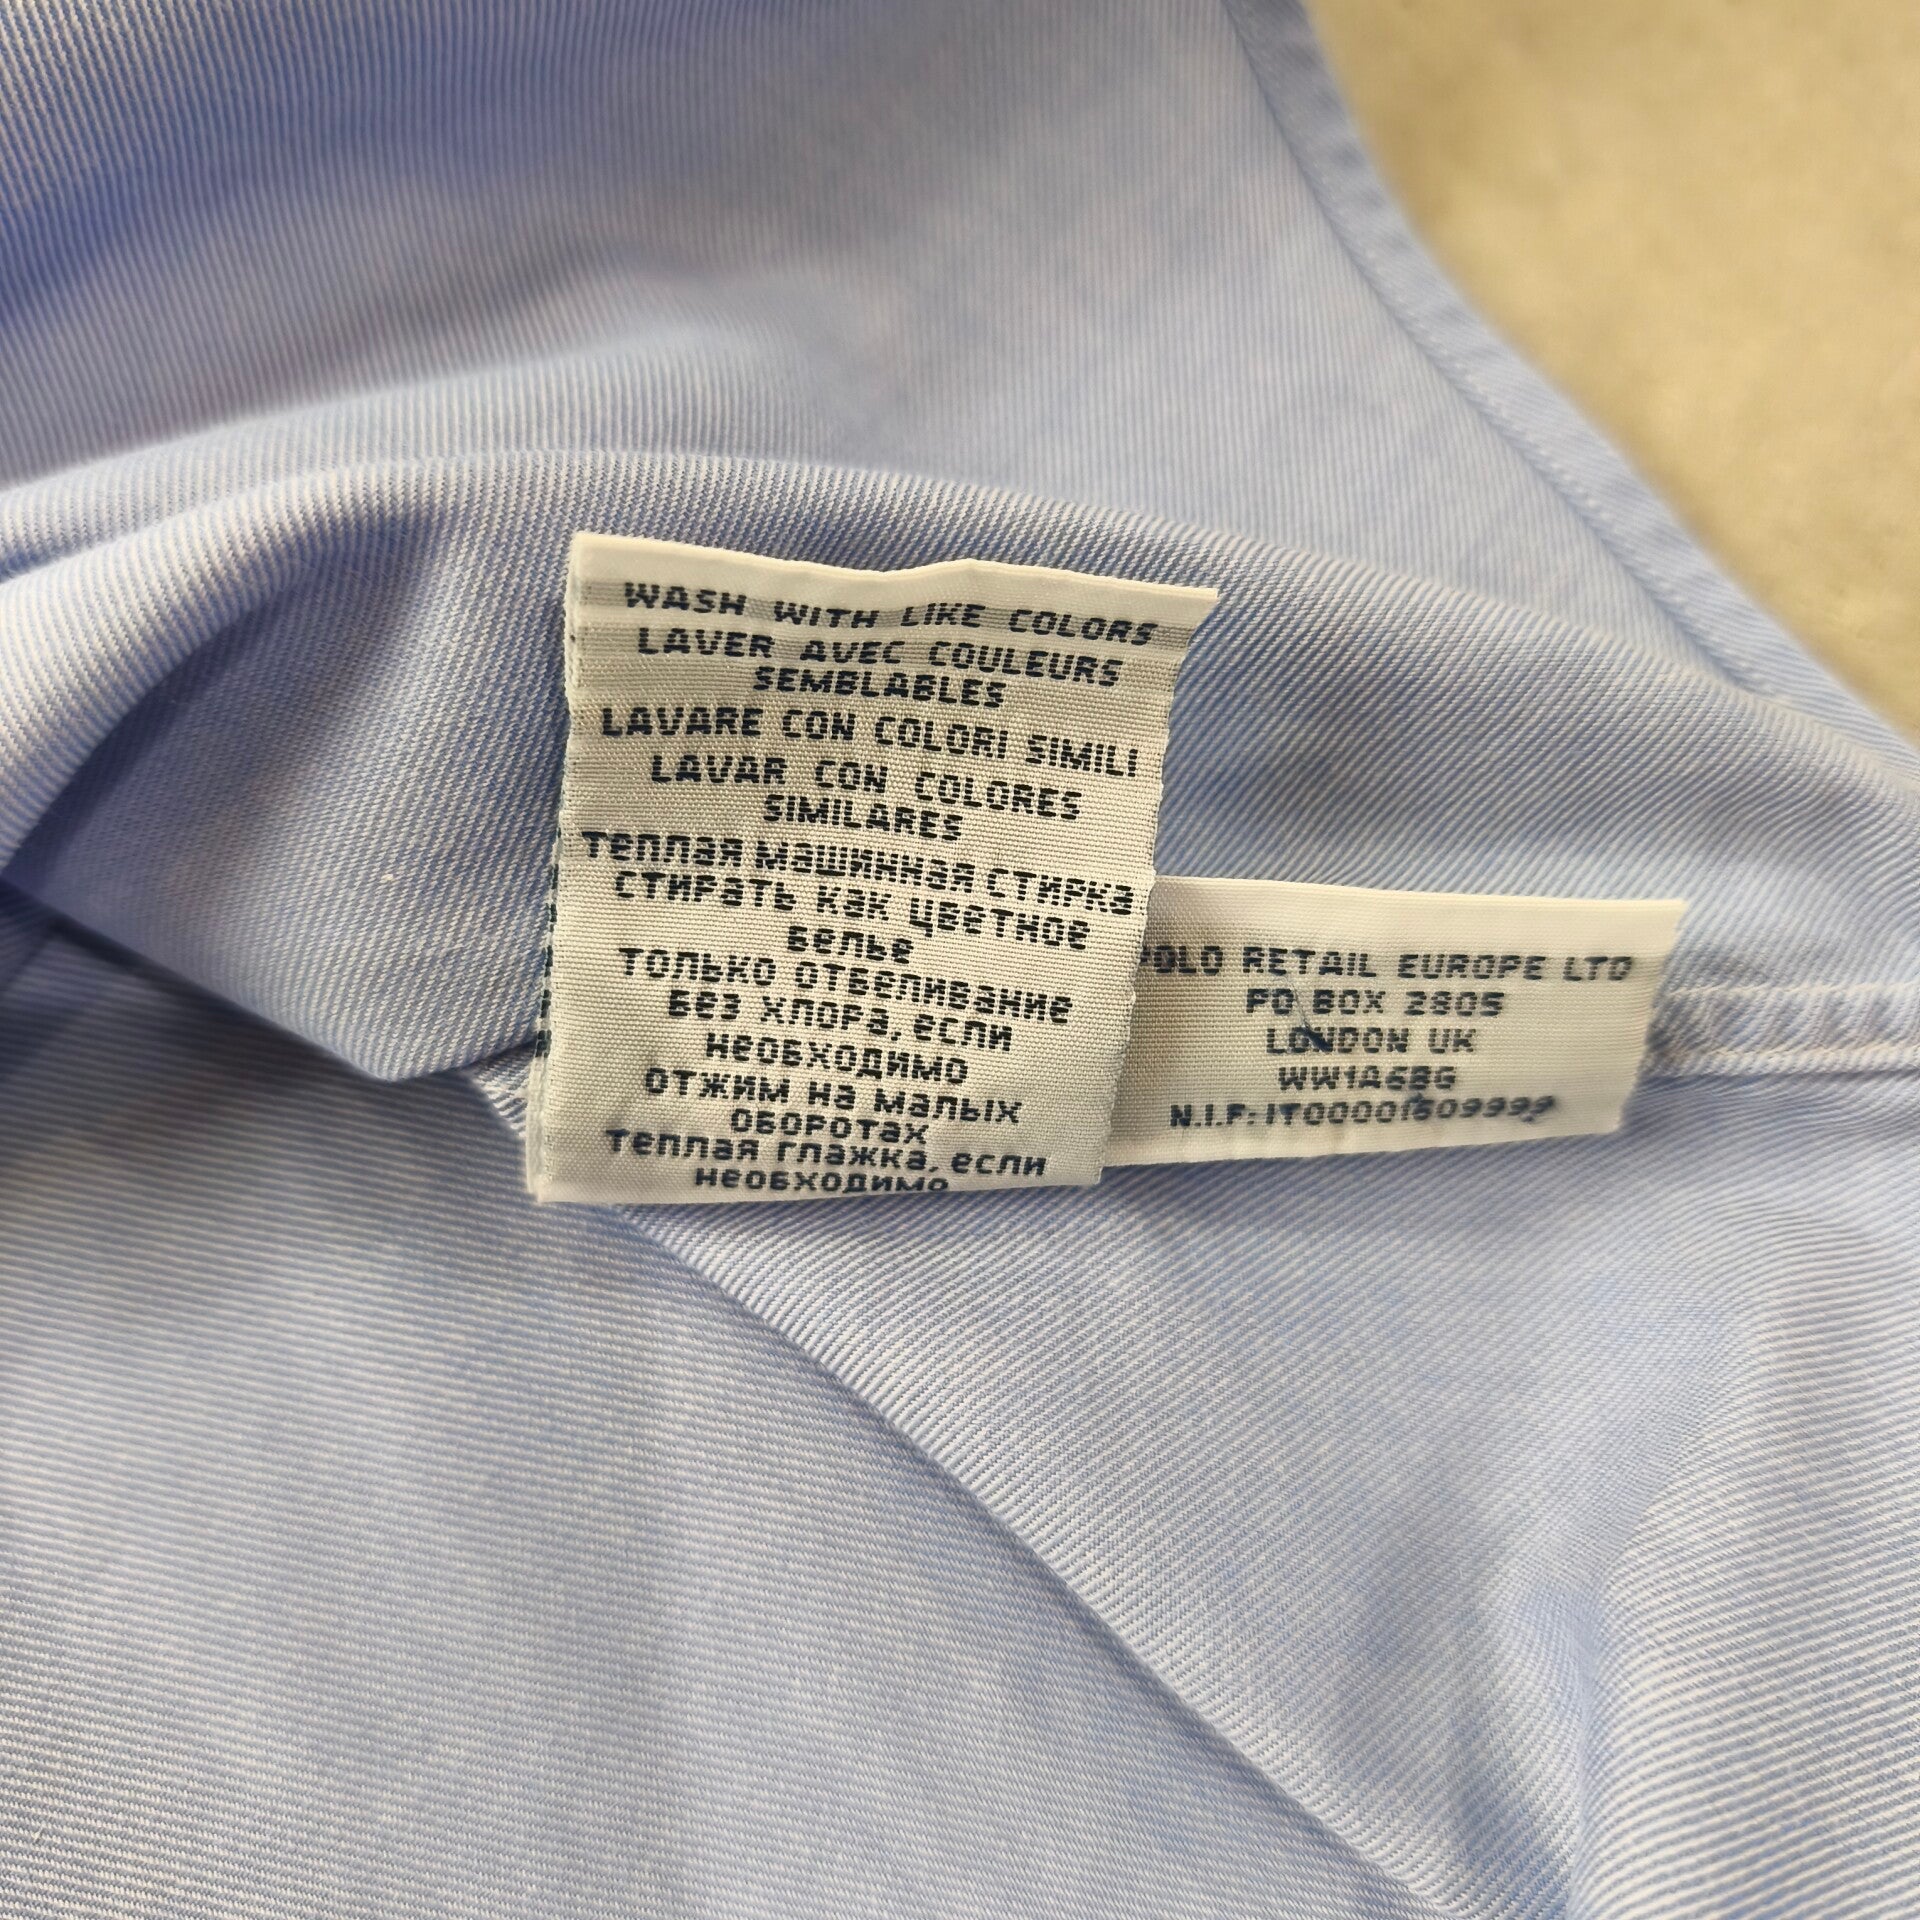 WASH WITH LIKE COLORS
LAVER AVEC COULEURS
SEMBLABLES
LAVARE CON COLORI SIMILI
LAVAR CON COLORES
SIMILARES
теплая машинная стирка
стирать как цветное
белье
только отбеливание
без хлора, если
необходимо
отжим на малых
оборотах
теплая глажка, если
необходимо
POLO RETAIL EUROPE LTD
PO BOX 2805
LONDON UK
WW1A6BG
N.I.F: IT00001609999